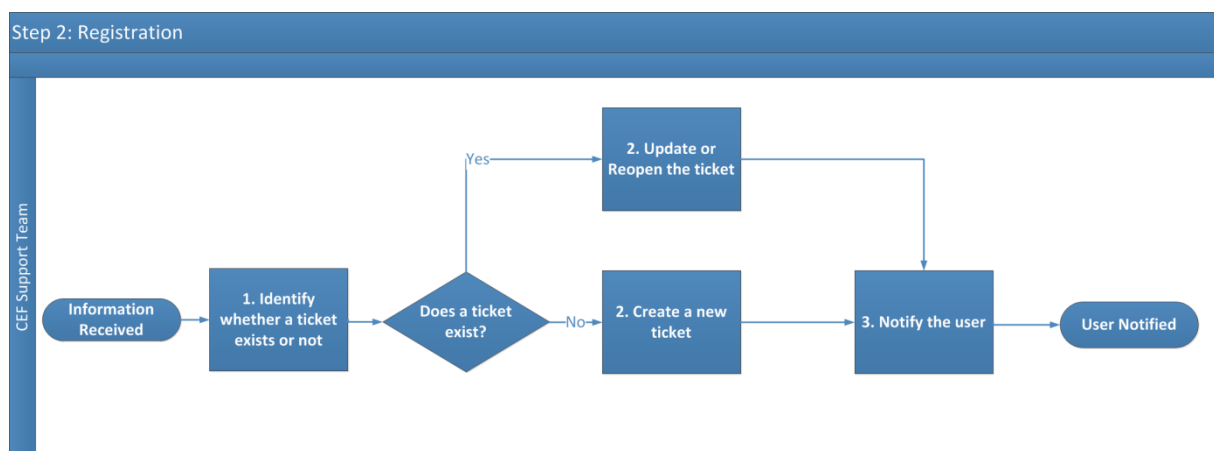 Step 2: Registration
CEF Support Team
Information
Received
1. Identify
whether a ticket
exists or not
Does a ticket
exist?
Yes
2. Update or
Reopen the ticket
No
2. Create a new
ticket
3. Notify the user
User Notified